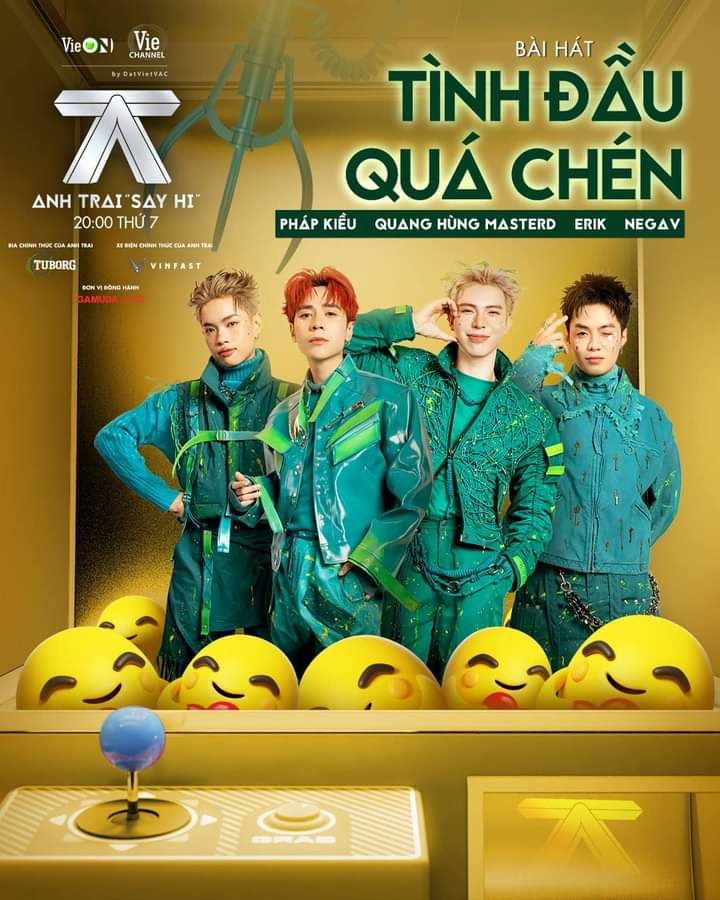 VieON Vie CHANNEL
by DatVietVAC
ANH TRAI "SAY HI"
20:00 THỨ 7
BIA CHÍNH THỨC CỦA ANH TRAI XE ĐIỆN CHÍNH THỨC CỦA ANH TRAI
TUBORG VINFAST
ĐƠN VỊ ĐỒNG HÀNH
GAMUDA LAND
BÀI HÁT
TÌNH ĐẦU
QUÁ CHÉN
PHÁP KIỀU QUANG HÙNG MASTERD ERIK NEGAV
GRAB